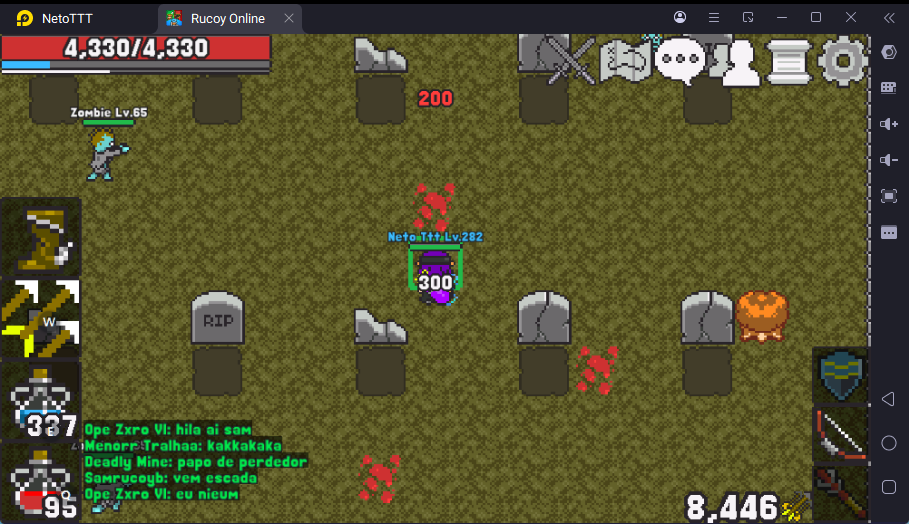 NetoTTT
Rucoy Online
4,330/4,330
200
Zombie Lv.65
Neto Ttt Lv.282
300
RIP
W
337
95
Ope Zxro Vl: hila ai sam
Menorr Tralhaa: kakkakaka
Deadly Mine: papo de perdedor
Samrucoyb: vem escada
Ope Zxro Vl: eu nieum
8,446